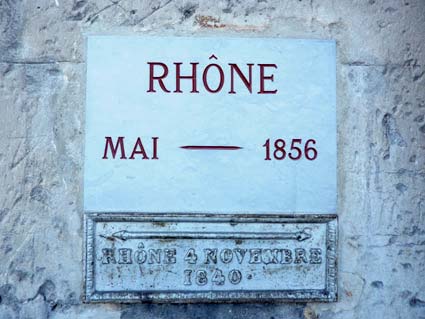 RHÔNE
MAI — 1856
RHÔNE 4 NOVEMBRE
1840